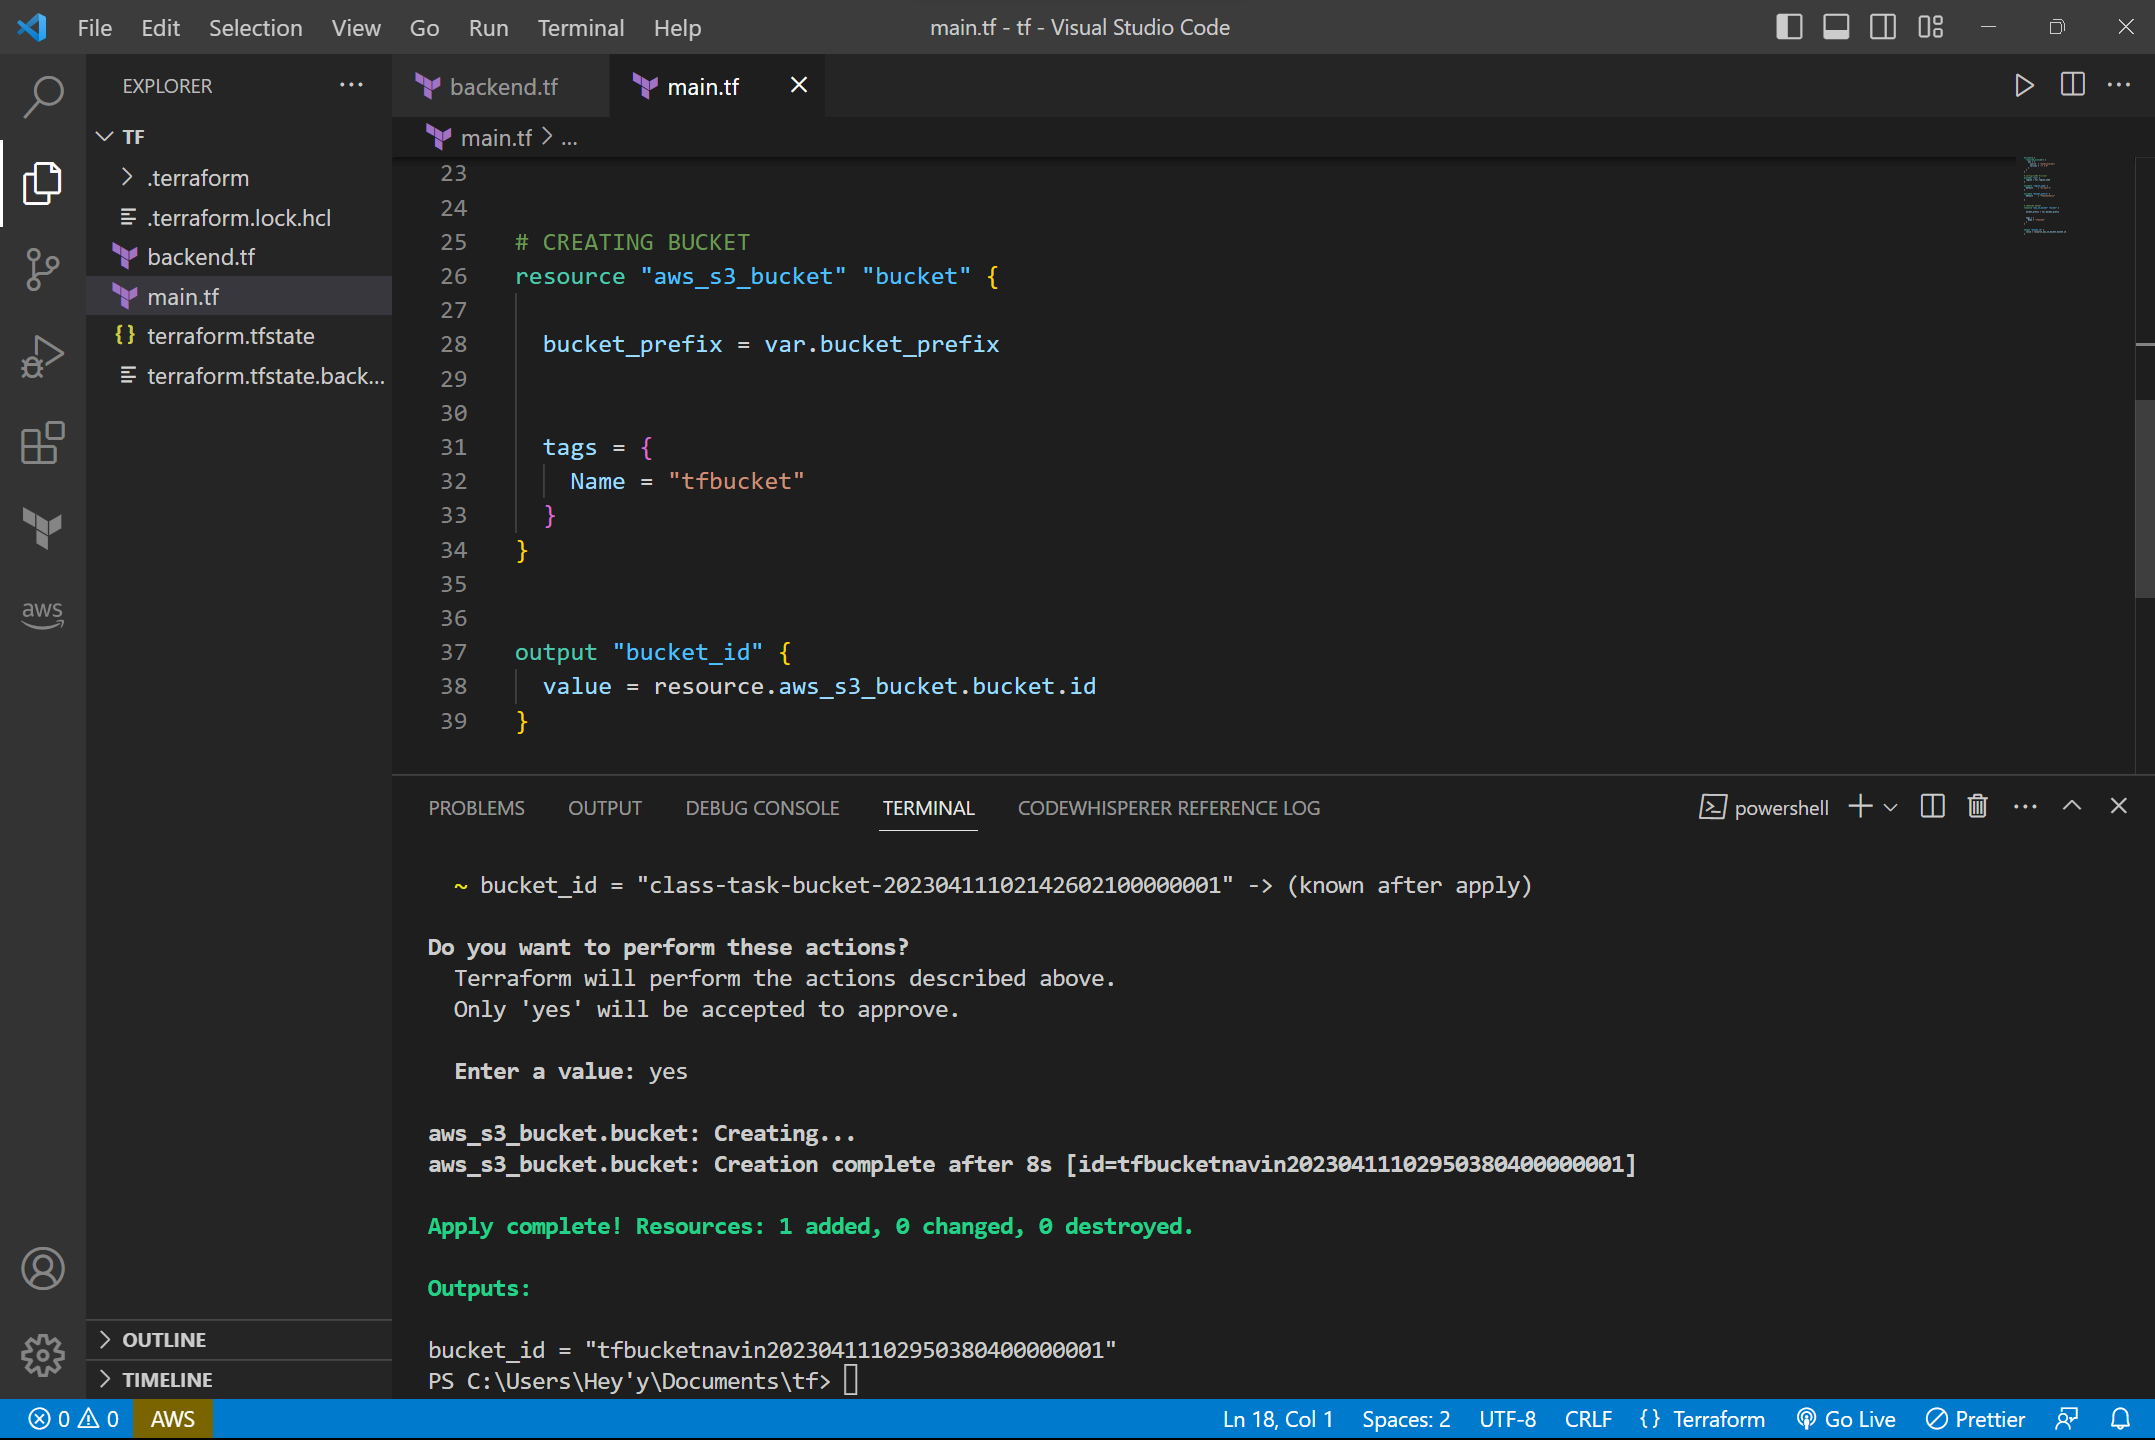 File Edit Selection View Go Run Terminal Help
main.tf - tf - Visual Studio Code
EXPLORER
TF
.terraform
.terraform.lock.hcl
backend.tf
main.tf
terraform.tfstate
terraform.tfstate.back...
aws
OUTLINE
TIMELINE
backend.tf
main.tf
main.tf > ...
23
24
25 # CREATING BUCKET
26 resource "aws_s3_bucket" "bucket" {
27
28 bucket_prefix = var.bucket_prefix
29
30
31 tags = {
32 Name = "tfbucket"
33 }
34 }
35
36
37 output "bucket_id" {
38 value = resource.aws_s3_bucket.bucket.id
39 }
PROBLEMS OUTPUT DEBUG CONSOLE TERMINAL CODEWHISPERER REFERENCE LOG
powershell
~ bucket_id = "class-task-bucket-20230411102142602100000001" -> (known after apply)
Do you want to perform these actions?
Terraform will perform the actions described above.
Only 'yes' will be accepted to approve.
Enter a value: yes
aws_s3_bucket.bucket: Creating...
aws_s3_bucket.bucket: Creation complete after 8s [id=tfbucketnavin20230411102950380400000001]
Apply complete! Resources: 1 added, 0 changed, 0 destroyed.
Outputs:
bucket_id = "tfbucketnavin20230411102950380400000001"
PS C:\Users\Hey'y\Documents\tf>
0 0 AWS
Ln 18, Col 1 Spaces: 2 UTF-8 CRLF {} Terraform Go Live Prettier